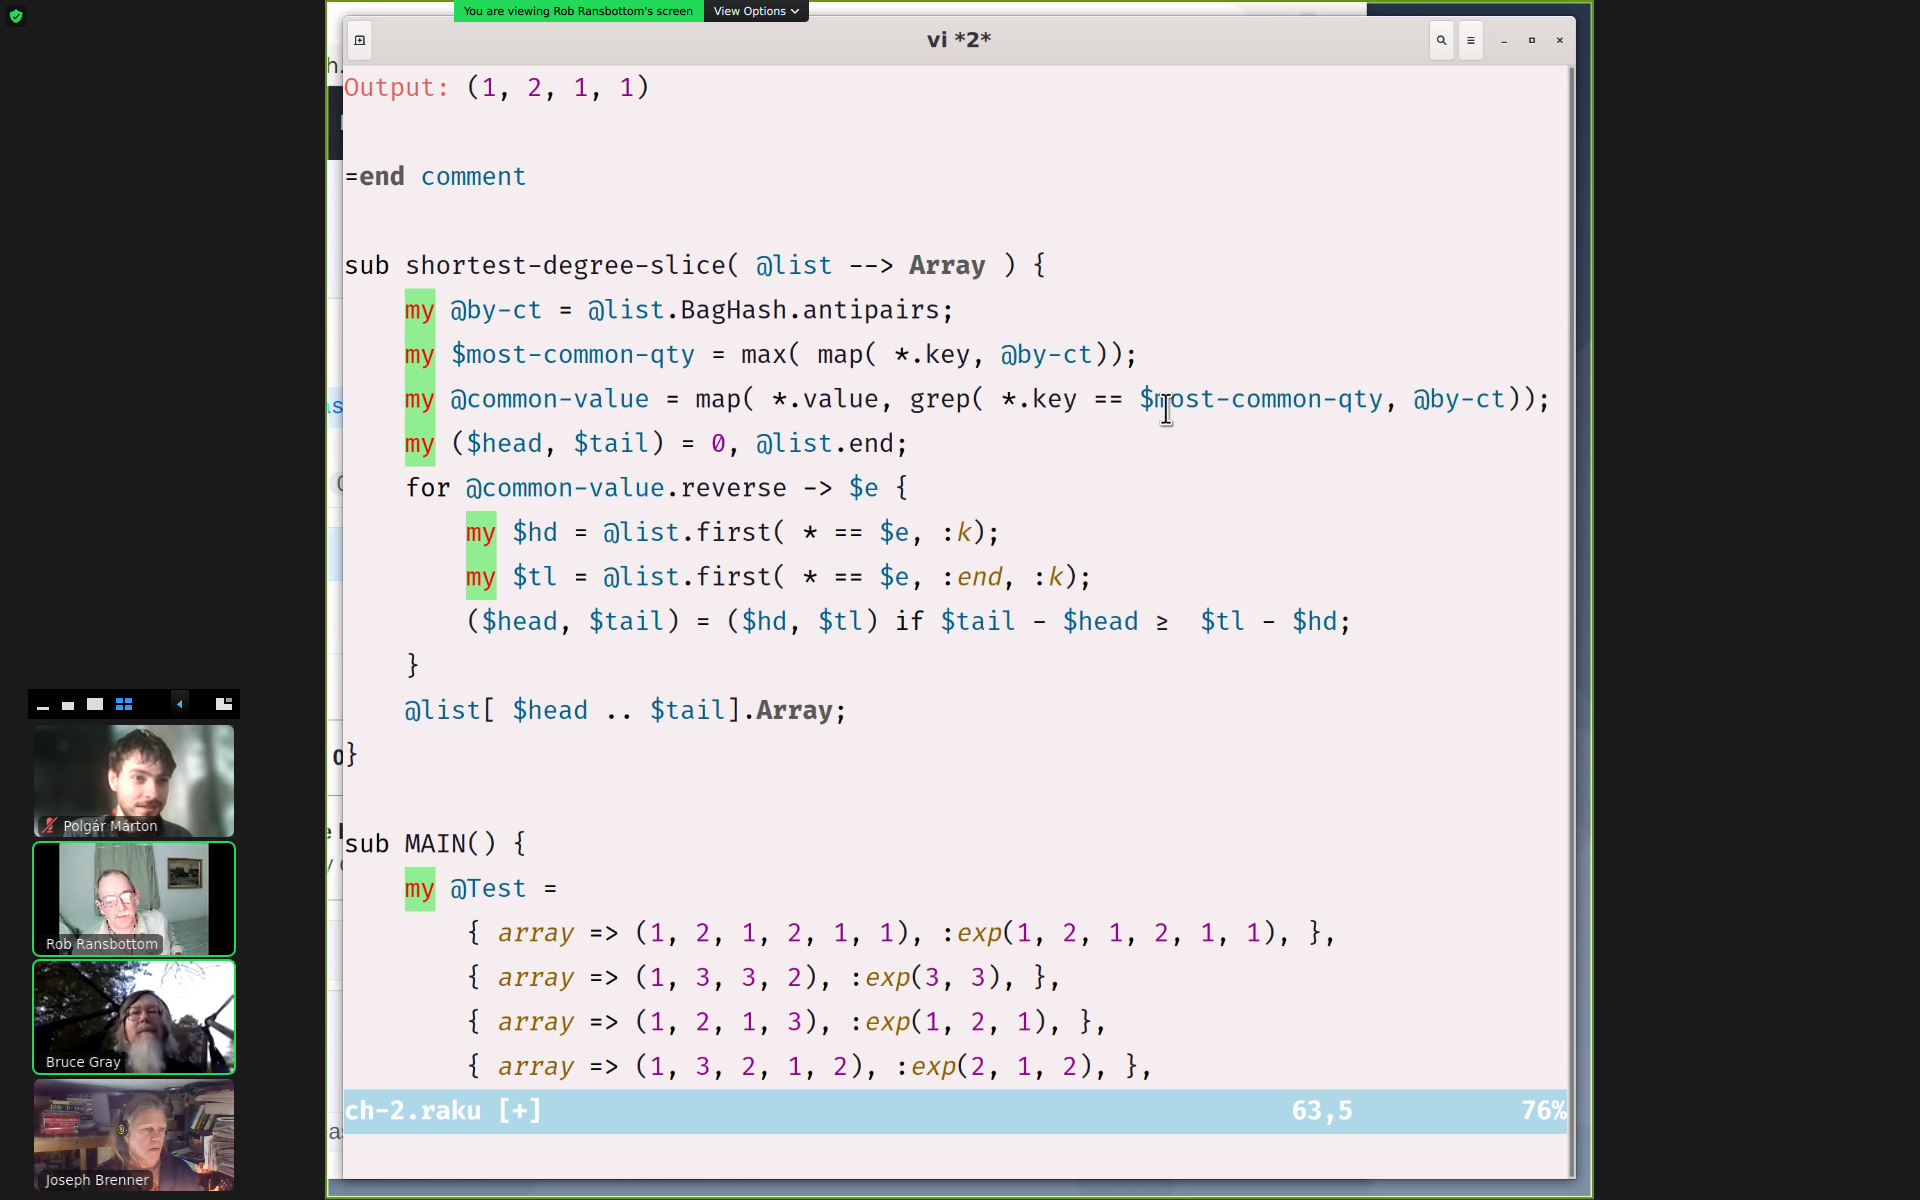 You are viewing Rob Ransbottom's screen
View Options
vi *2*
Output: (1, 2, 1, 1)
=end comment
sub shortest-degree-slice( @list --> Array ) {
my @by-ct = @list.BagHash.antipairs;
my $most-common-qty = max( map( *.key, @by-ct));
my @common-value = map( *.value, grep( *.key == $most-common-qty, @by-ct));
my ($head, $tail) = 0, @list.end;
for @common-value.reverse -> $e {
my $hd = @list.first( * == $e, :k);
my $tl = @list.first( * == $e, :end, :k);
($head, $tail) = ($hd, $tl) if $tail - $head ≥  $tl - $hd;
}
@list[ $head .. $tail].Array;
}
sub MAIN() {
my @Test =
{ array => (1, 2, 1, 2, 1, 1), :exp(1, 2, 1, 2, 1, 1), },
{ array => (1, 3, 3, 2), :exp(3, 3), },
{ array => (1, 2, 1, 3), :exp(1, 2, 1), },
{ array => (1, 3, 2, 1, 2), :exp(2, 1, 2), },
ch-2.raku [+] 63,5 76%
Polgár Márton
Rob Ransbottom
Bruce Gray
Joseph Brenner